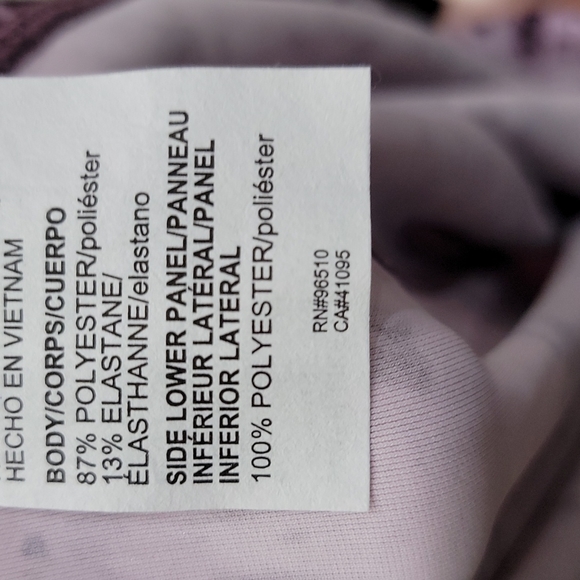 HECHO EN VIETNAM
BODY/CORPS/CUERPO
87% POLYESTER/poliéster
13% ELASTANE/
ÉLASTHANNE/elastano
SIDE LOWER PANEL/PANNEAU
INFÉRIEUR LATÉRAL/PANEL
INFERIOR LATERAL
100% POLYESTER/poliéster
RN#96510
CA#41095